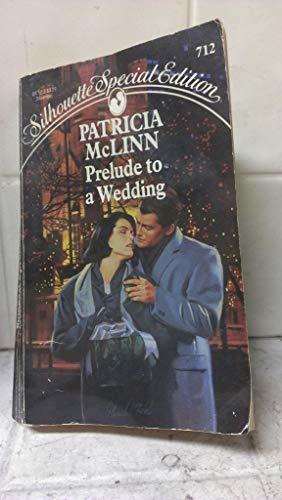 712
Silhouette Special Edition
PATRICIA
McLINN
Prelude to
a Wedding